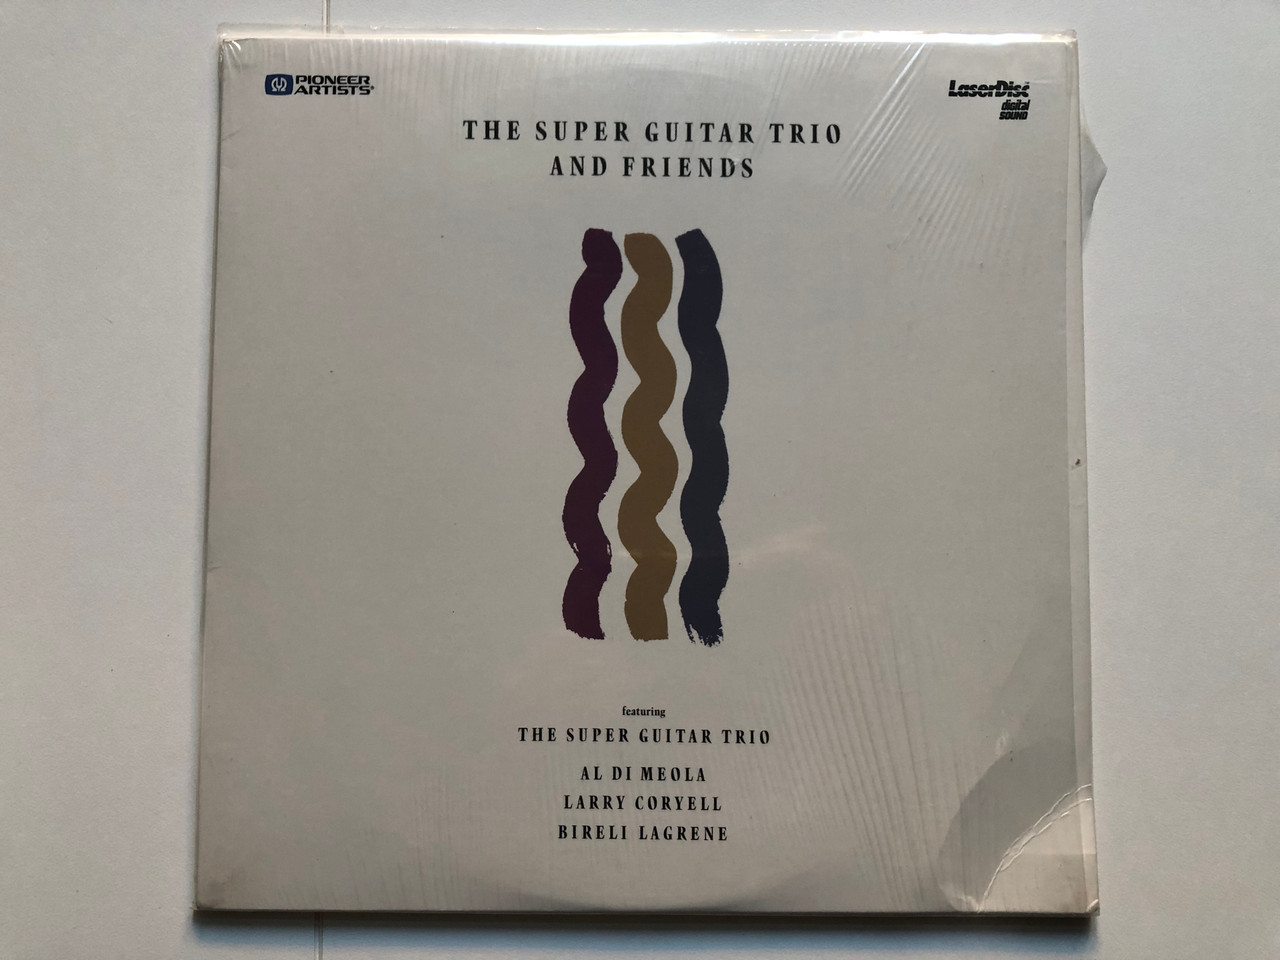 PIONEER
ARTISTS®
LaserDisc
digital
SOUND
THE SUPER GUITAR TRIO
AND FRIENDS
featuring
THE SUPER GUITAR TRIO
AL DI MEOLA
LARRY CORYELL
BIRELI LAGRENE